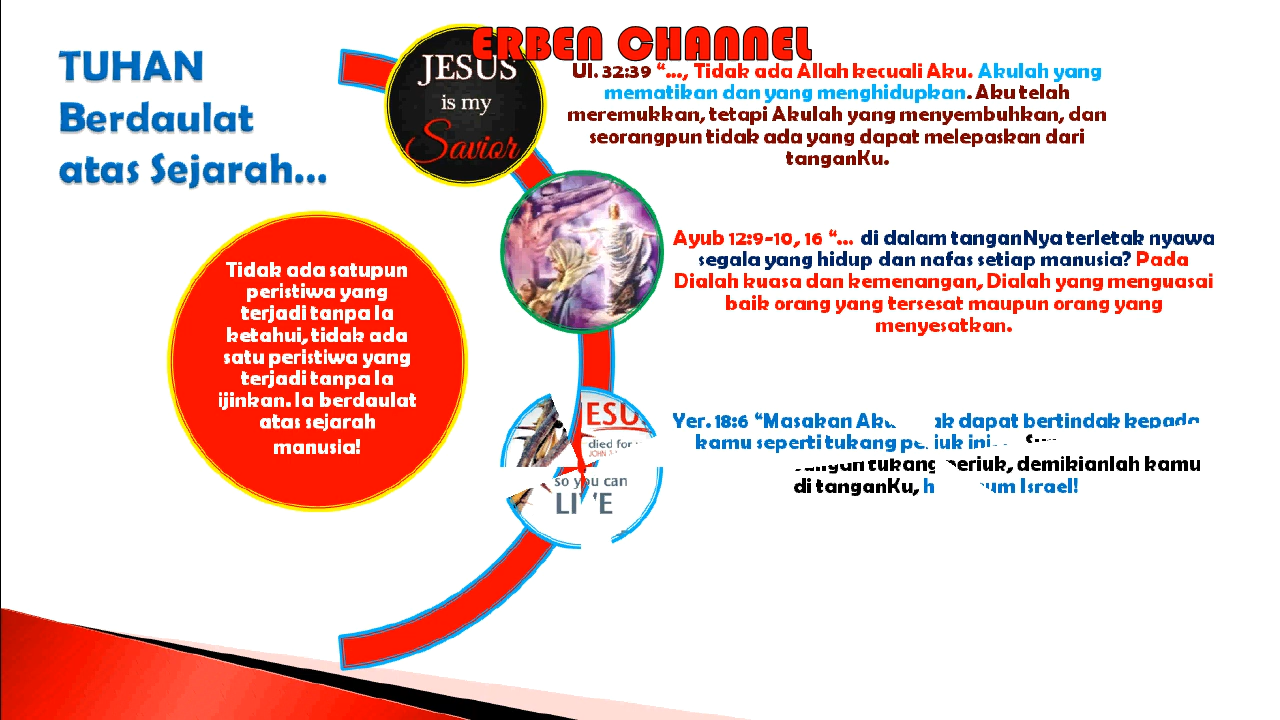 ERBEN CHANNEL
TUHAN
Berdaulat
atas Sejarah...
JESUS
is my
Savior
Ul. 32:39 “..., Tidak ada Allah kecuali Aku. Akulah yang
mematikan dan yang menghidupkan. Aku telah
meremukkan, tetapi Akulah yang menyembuhkan, dan
seorangpun tidak ada yang dapat melepaskan dari
tanganKu.
Tidak ada satupun
peristiwa yang
terjadi tanpa Ia
ketahui, tidak ada
satu peristiwa yang
terjadi tanpa Ia
ijinkan. Ia berdaulat
atas sejarah
manusia!
Ayub 12:9-10, 16 “... di dalam tanganNya terletak nyawa
segala yang hidup dan nafas setiap manusia? Pada
Dialah kuasa dan kemenangan, Dialah yang menguasai
baik orang yang tersesat maupun orang yang
menyesatkan.
died for
so you can
Yer. 18:6 “Masakan dapat bertindak kepada
kamu seperti tukang
tukang periuk, demikianlah kamu
di tanganKu, Israel!